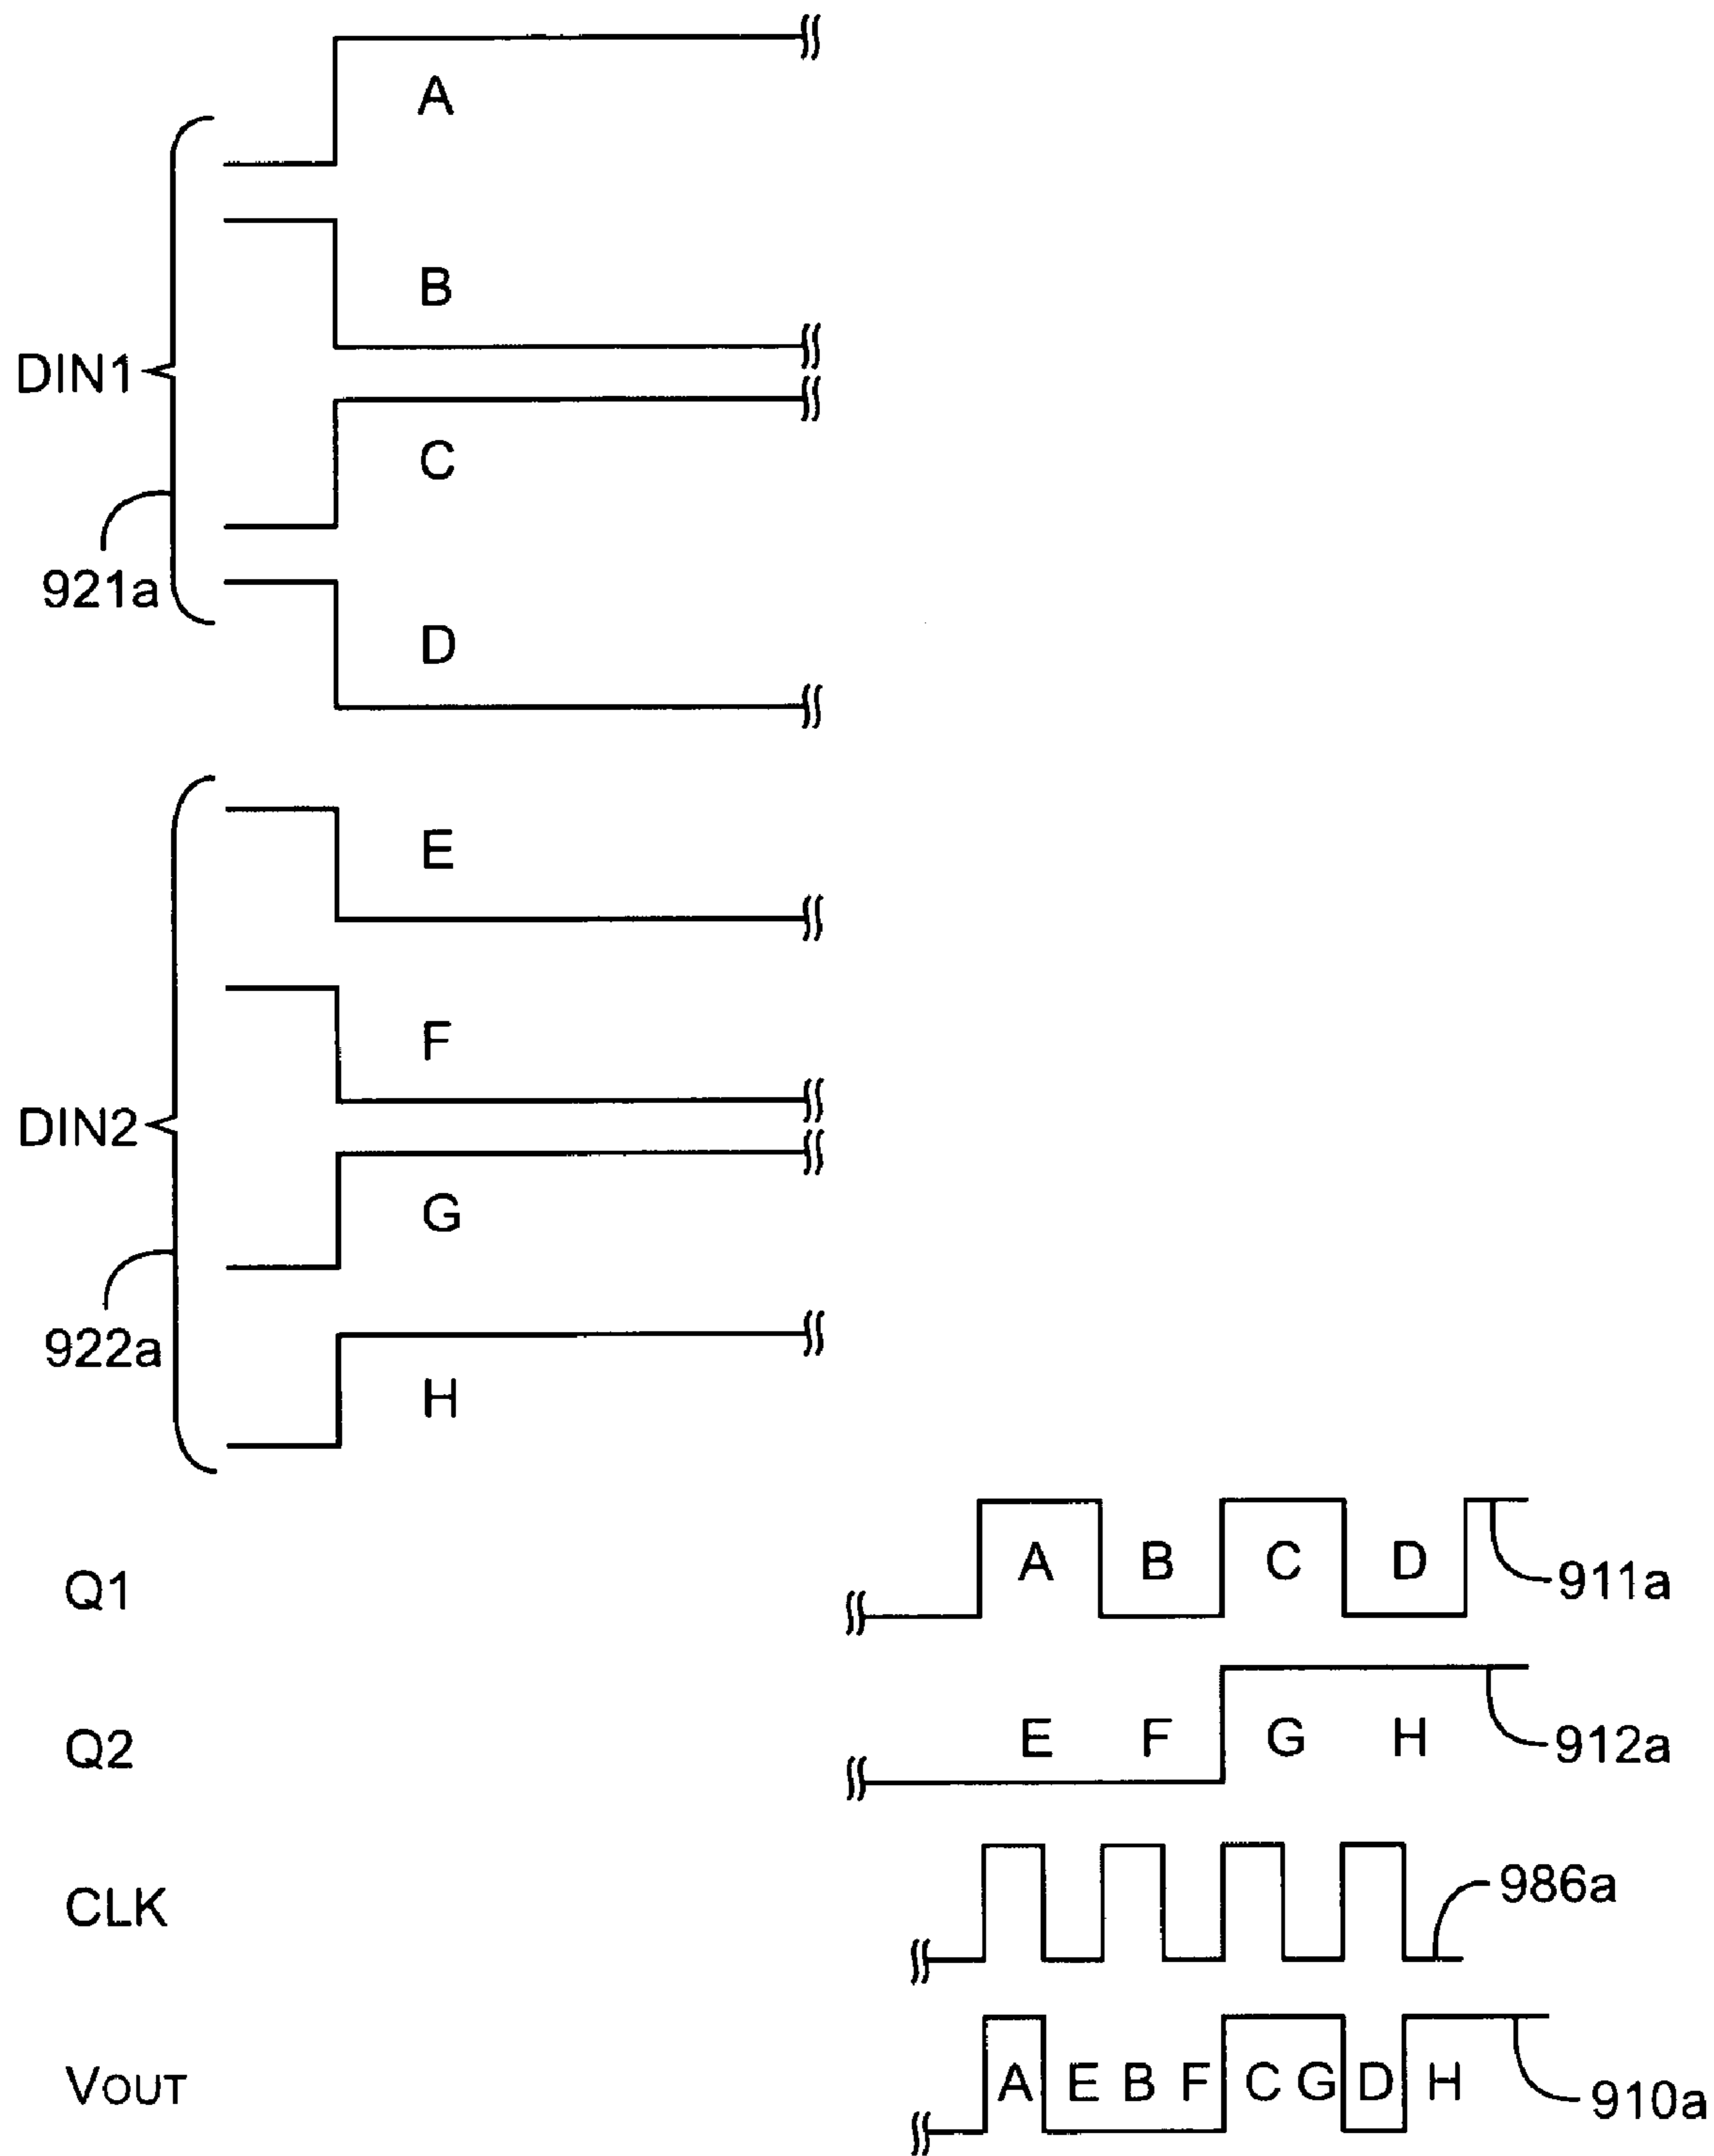 A
B
DIN1
C
921a
D
E
F
DIN2
G
922a
H
Q1 A B C D 911a
Q2 E F G H 912a
CLK 986a
VOUT A E B F C G D H 910a